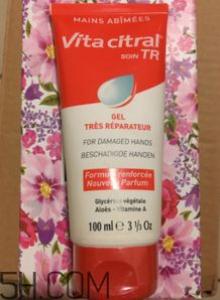 MAINS ABÎMÉES
Vita citral®
SOIN TR
GEL
TRÈS RÉPARATEUR
FOR DAMAGED HANDS
BESCHADIGDE HANDEN
Formule renforcée
Nouveau Parfum
Glycérine végétale
Aloès - Vitamine A
100 ml ℮ 3 ⅓ Oz
5H.COM